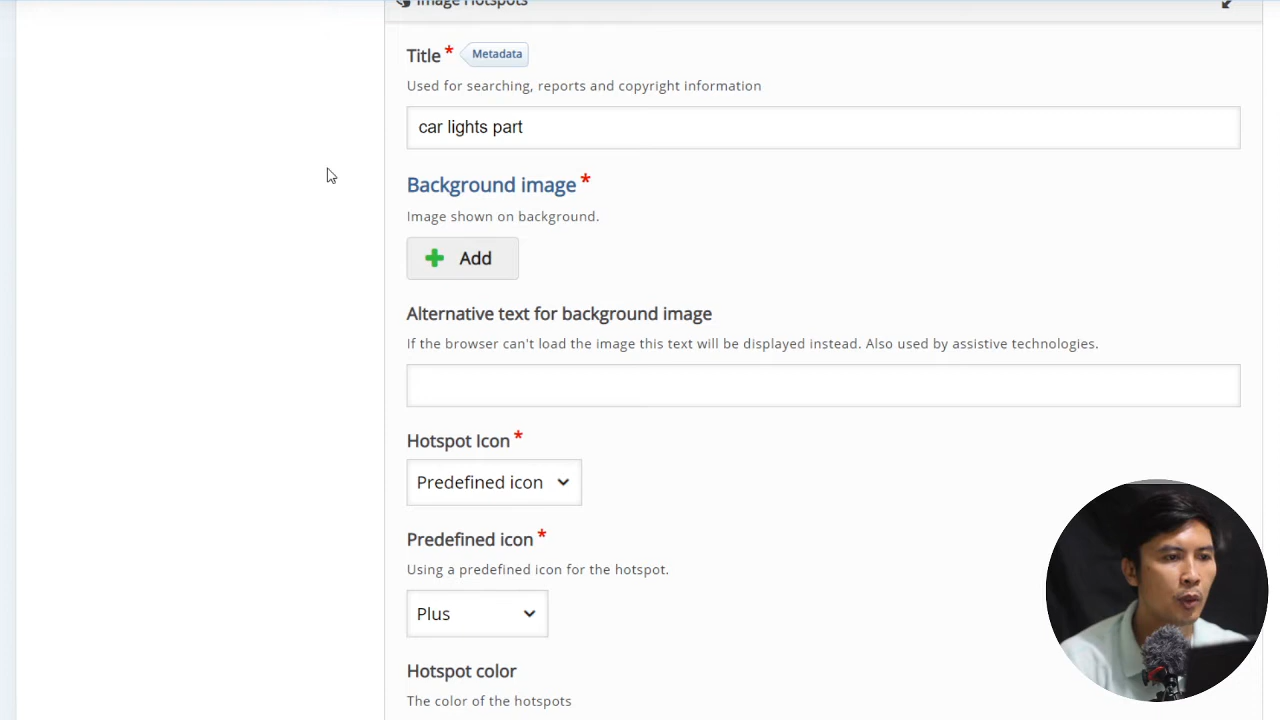 Image Hotspots
Title *
Metadata
Used for searching, reports and copyright information
car lights part
Background image *
Image shown on background.
Add
Alternative text for background image
If the browser can't load the image this text will be displayed instead. Also used by assistive technologies.
Hotspot Icon *
Predefined icon
Predefined icon *
Using a predefined icon for the hotspot.
Plus
Hotspot color
The color of the hotspots